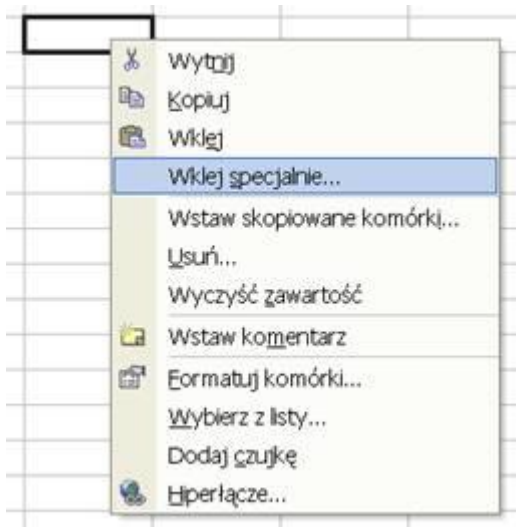 Wytnij
Kopiuj
Wklej
Wklej specjalnie...
Wstaw skopiowane komórki...
Usuń...
Wyczyść zawartość
Wstaw komentarz
Formatuj komórki...
Wybierz z listy...
Dodaj czujkę
Hiperłącze...